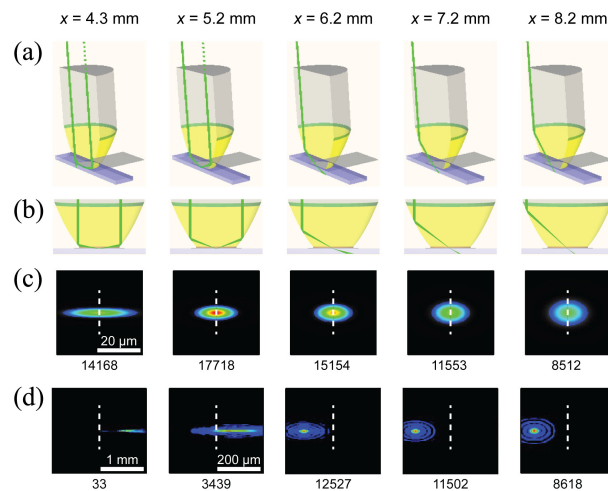 x = 4.3 mm x = 5.2 mm x = 6.2 mm x = 7.2 mm x = 8.2 mm
(a)
(b)
(c)
20 µm
14168 17718 15154 11553 8512
(d)
1 mm 200 µm
33 3439 12527 11502 8618